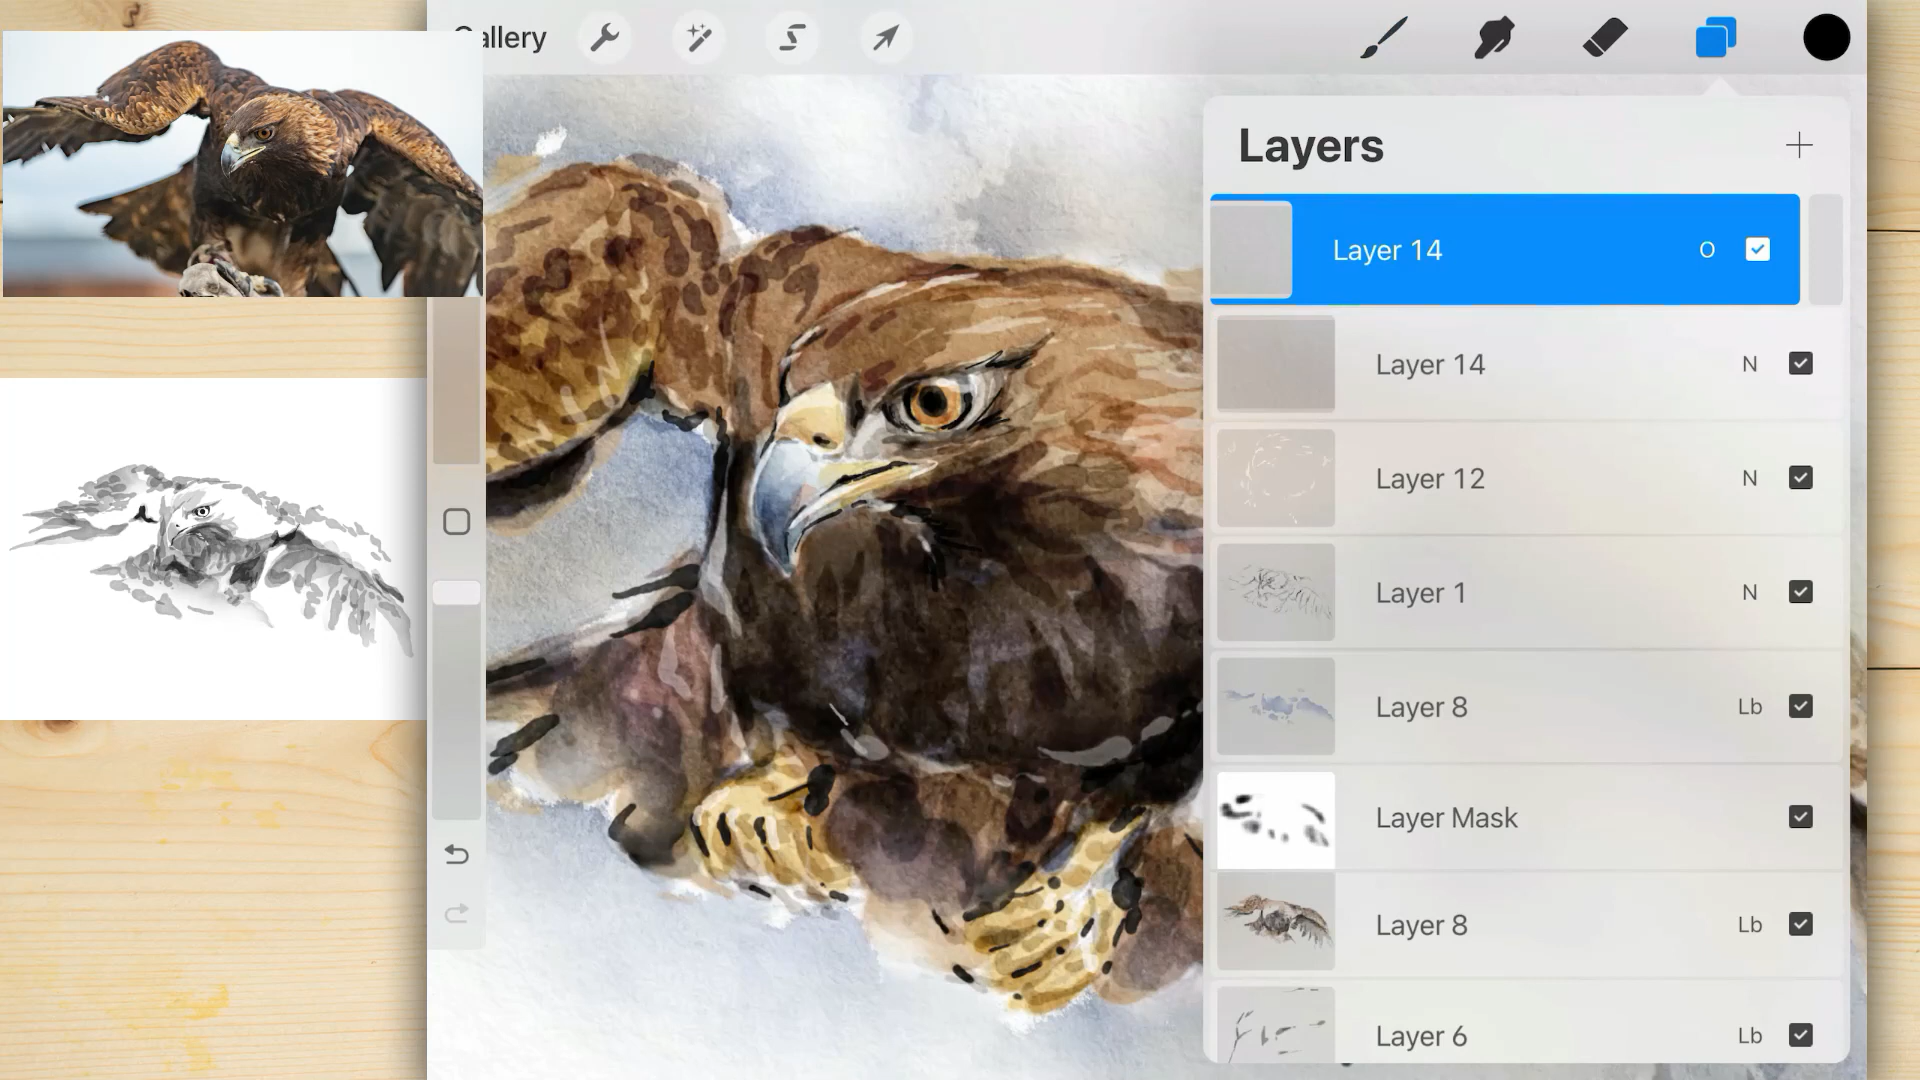 Gallery
Layers
Layer 14 O
Layer 14 N
Layer 12 N
Layer 1 N
Layer 8 Lb
Layer Mask
Layer 8 Lb
Layer 6 Lb